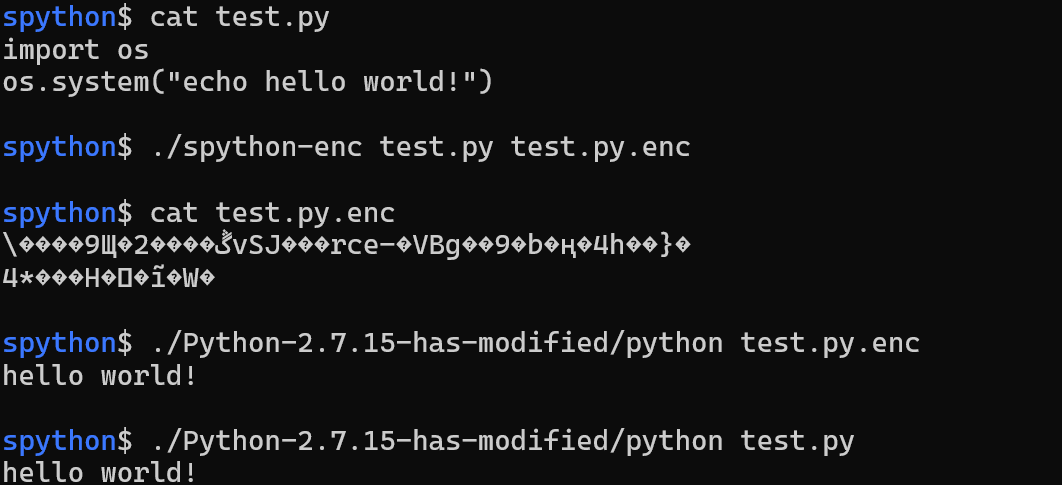 spython$ cat test.py
import os
os.system("echo hello world!")
spython$ ./spython-enc test.py test.py.enc
spython$ cat test.py.enc
\����9Щ�2����ݣvSJ���rce-�VBg��9�b�ң�4h��}�
4*���H�▯�ĩ�W�
spython$ ./Python-2.7.15-has-modified/python test.py.enc
hello world!
spython$ ./Python-2.7.15-has-modified/python test.py
hello world!